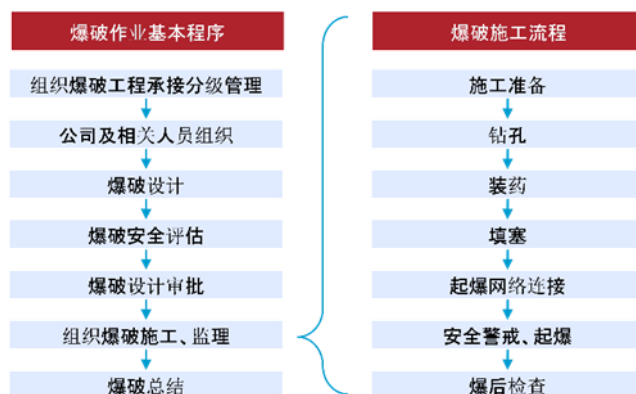 爆破作业基本程序
组织爆破工程承接分级管理
公司及相关人员组织
爆破设计
爆破安全评估
爆破设计审批
组织爆破施工、监理
爆破总结
爆破施工流程
施工准备
钻孔
装药
填塞
起爆网络连接
安全警戒、起爆
爆后检查